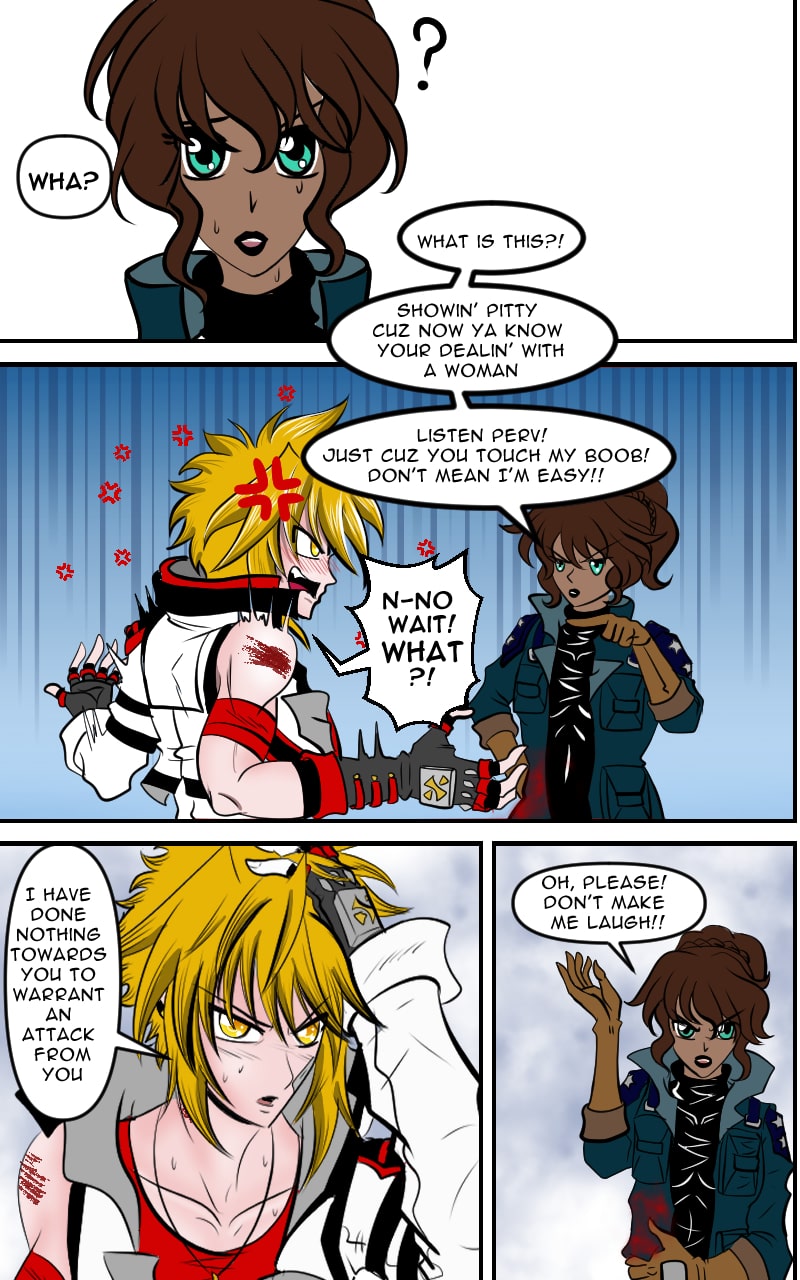 ?
WHA?
WHAT IS THIS?!
SHOWIN' PITTY
CUZ NOW YA KNOW
YOUR DEALIN' WITH
A WOMAN
LISTEN PERV!
JUST CUZ YOU TOUCH MY BOOB!
DON'T MEAN I'M EASY!!
N-NO
WAIT!
WHAT
?!
I HAVE
DONE
NOTHING
TOWARDS
YOU TO
WARRANT
AN
ATTACK
FROM
YOU
OH, PLEASE!
DON'T MAKE
ME LAUGH!!